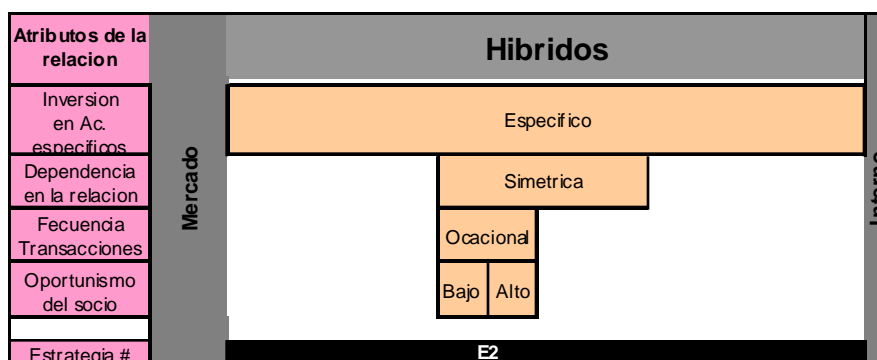 Atributos de la
relacion
Hibridos
Mercado
Interno
Inversion
en Ac.
especificos
Especifico
Dependencia
en la relacion
Simetrica
Fecuencia
Transacciones
Ocacional
Oportunismo
del socio
Bajo
Alto
Estrategia #
E2